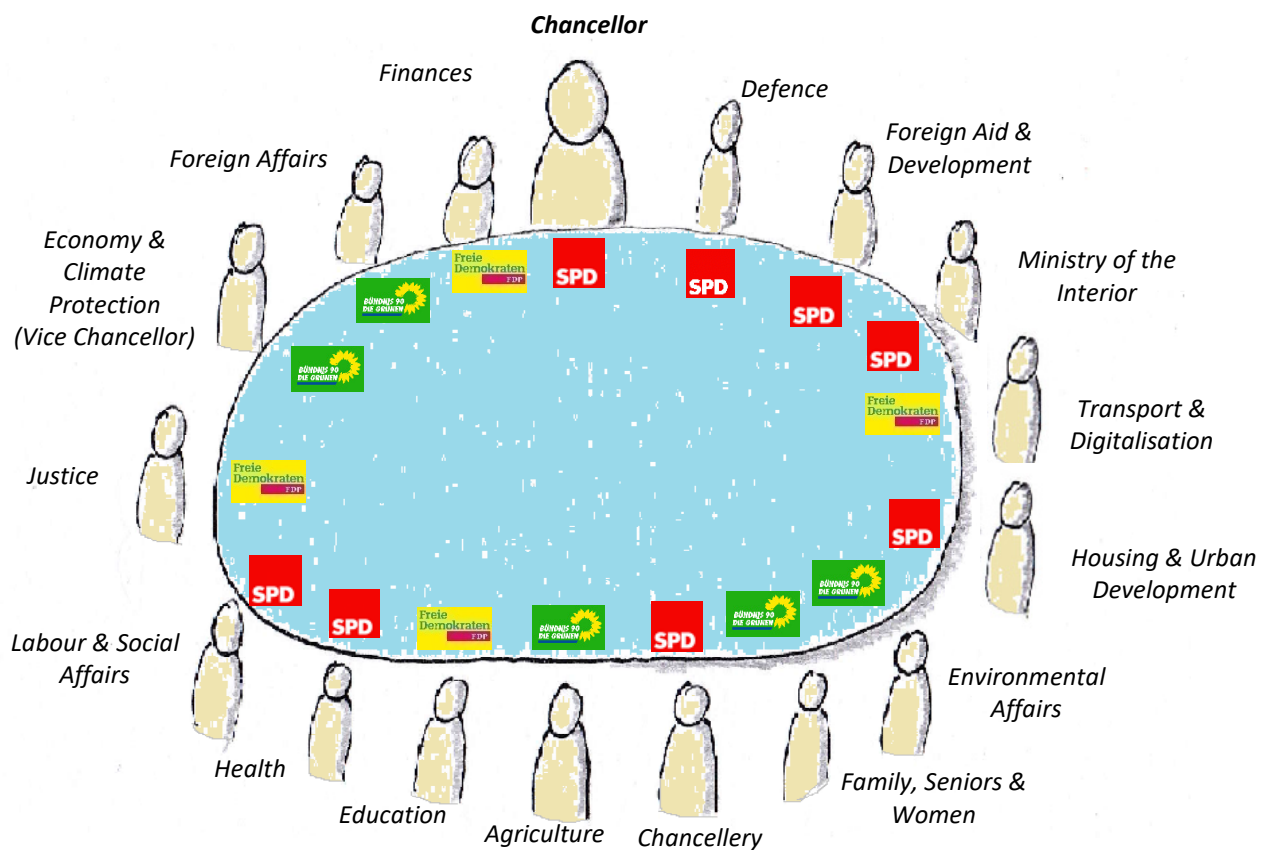 Chancellor
Finances
Defence
Foreign Affairs
Foreign Aid &
Development
Economy &
Climate
Protection
(Vice Chancellor)
Ministry of the
Interior
Justice
Transport &
Digitalisation
Housing & Urban
Development
Labour & Social
Affairs
Environmental
Affairs
Health
Family, Seniors &
Women
Education
Agriculture
Chancellery
Freie
Demokraten
FDP
SPD
SPD
SPD
SPD
BÜNDNIS 90
DIE GRÜNEN
BÜNDNIS 90
DIE GRÜNEN
Freie
Demokraten
FDP
Freie
Demokraten
FDP
SPD
SPD
SPD
Freie
Demokraten
FDP
BÜNDNIS 90
DIE GRÜNEN
SPD
BÜNDNIS 90
DIE GRÜNEN
BÜNDNIS 90
DIE GRÜNEN